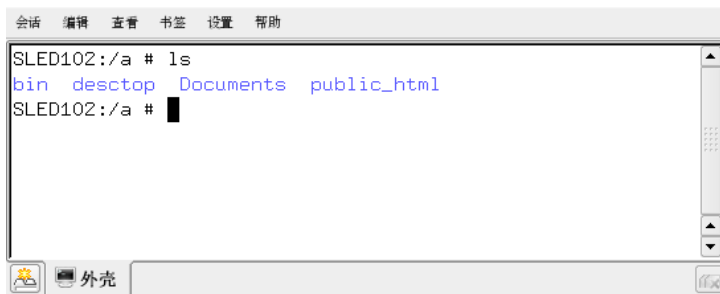 会话 编辑 查看 书签 设置 帮助
SLED102:/a # ls
bin desctop Documents public_html
SLED102:/a #
外壳